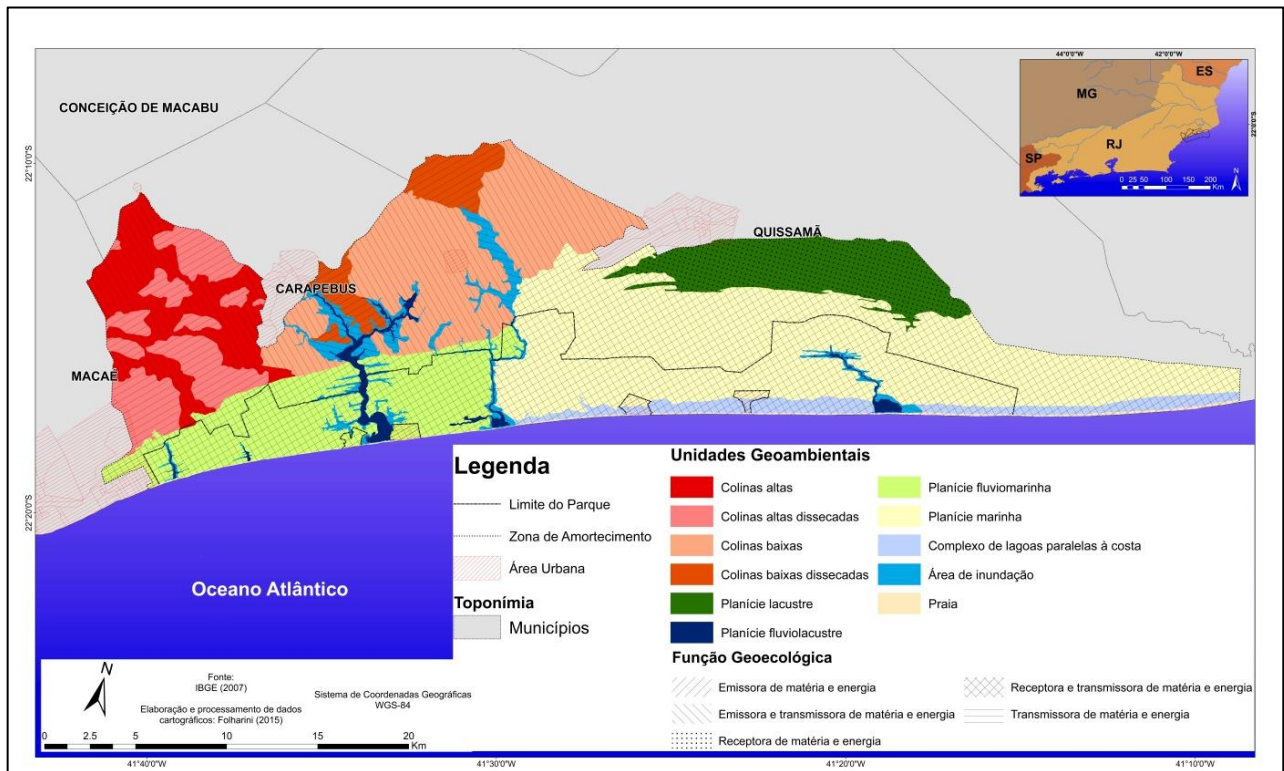 CONCEIÇÃO DE MACABU
CARAPEBUS
QUISSAMÃ
MACAÉ
Oceano Atlântico
44°0'0"W
42°0'0"W
22°0'0"S
ES
MG
RJ
SP
0 25 50 100 150 200
Km
N
22°10'0"S
22°20'0"S
Legenda
Limite do Parque
Zona de Amortecimento
Área Urbana
Toponímia
Municípios
Unidades Geoambientais
Colinas altas
Colinas altas dissecadas
Colinas baixas
Colinas baixas dissecadas
Planície lacustre
Planície fluviolacustre
Planície fluviomarinha
Planície marinha
Complexo de lagoas paralelas à costa
Área de inundação
Praia
Função Geoecológica
Emissora de matéria e energia
Emissora e transmissora de matéria e energia
Receptora de matéria e energia
Receptora e transmissora de matéria e energia
Transmissora de matéria e energia
N
Fonte:
IBGE (2007)
Elaboração e processamento de dados
cartográficos: Folharini (2015)
Sistema de Coordenadas Geográficas
WGS-84
0 2.5 5 10 15 20
Km
41°40'0"W
41°30'0"W
41°20'0"W
41°10'0"W